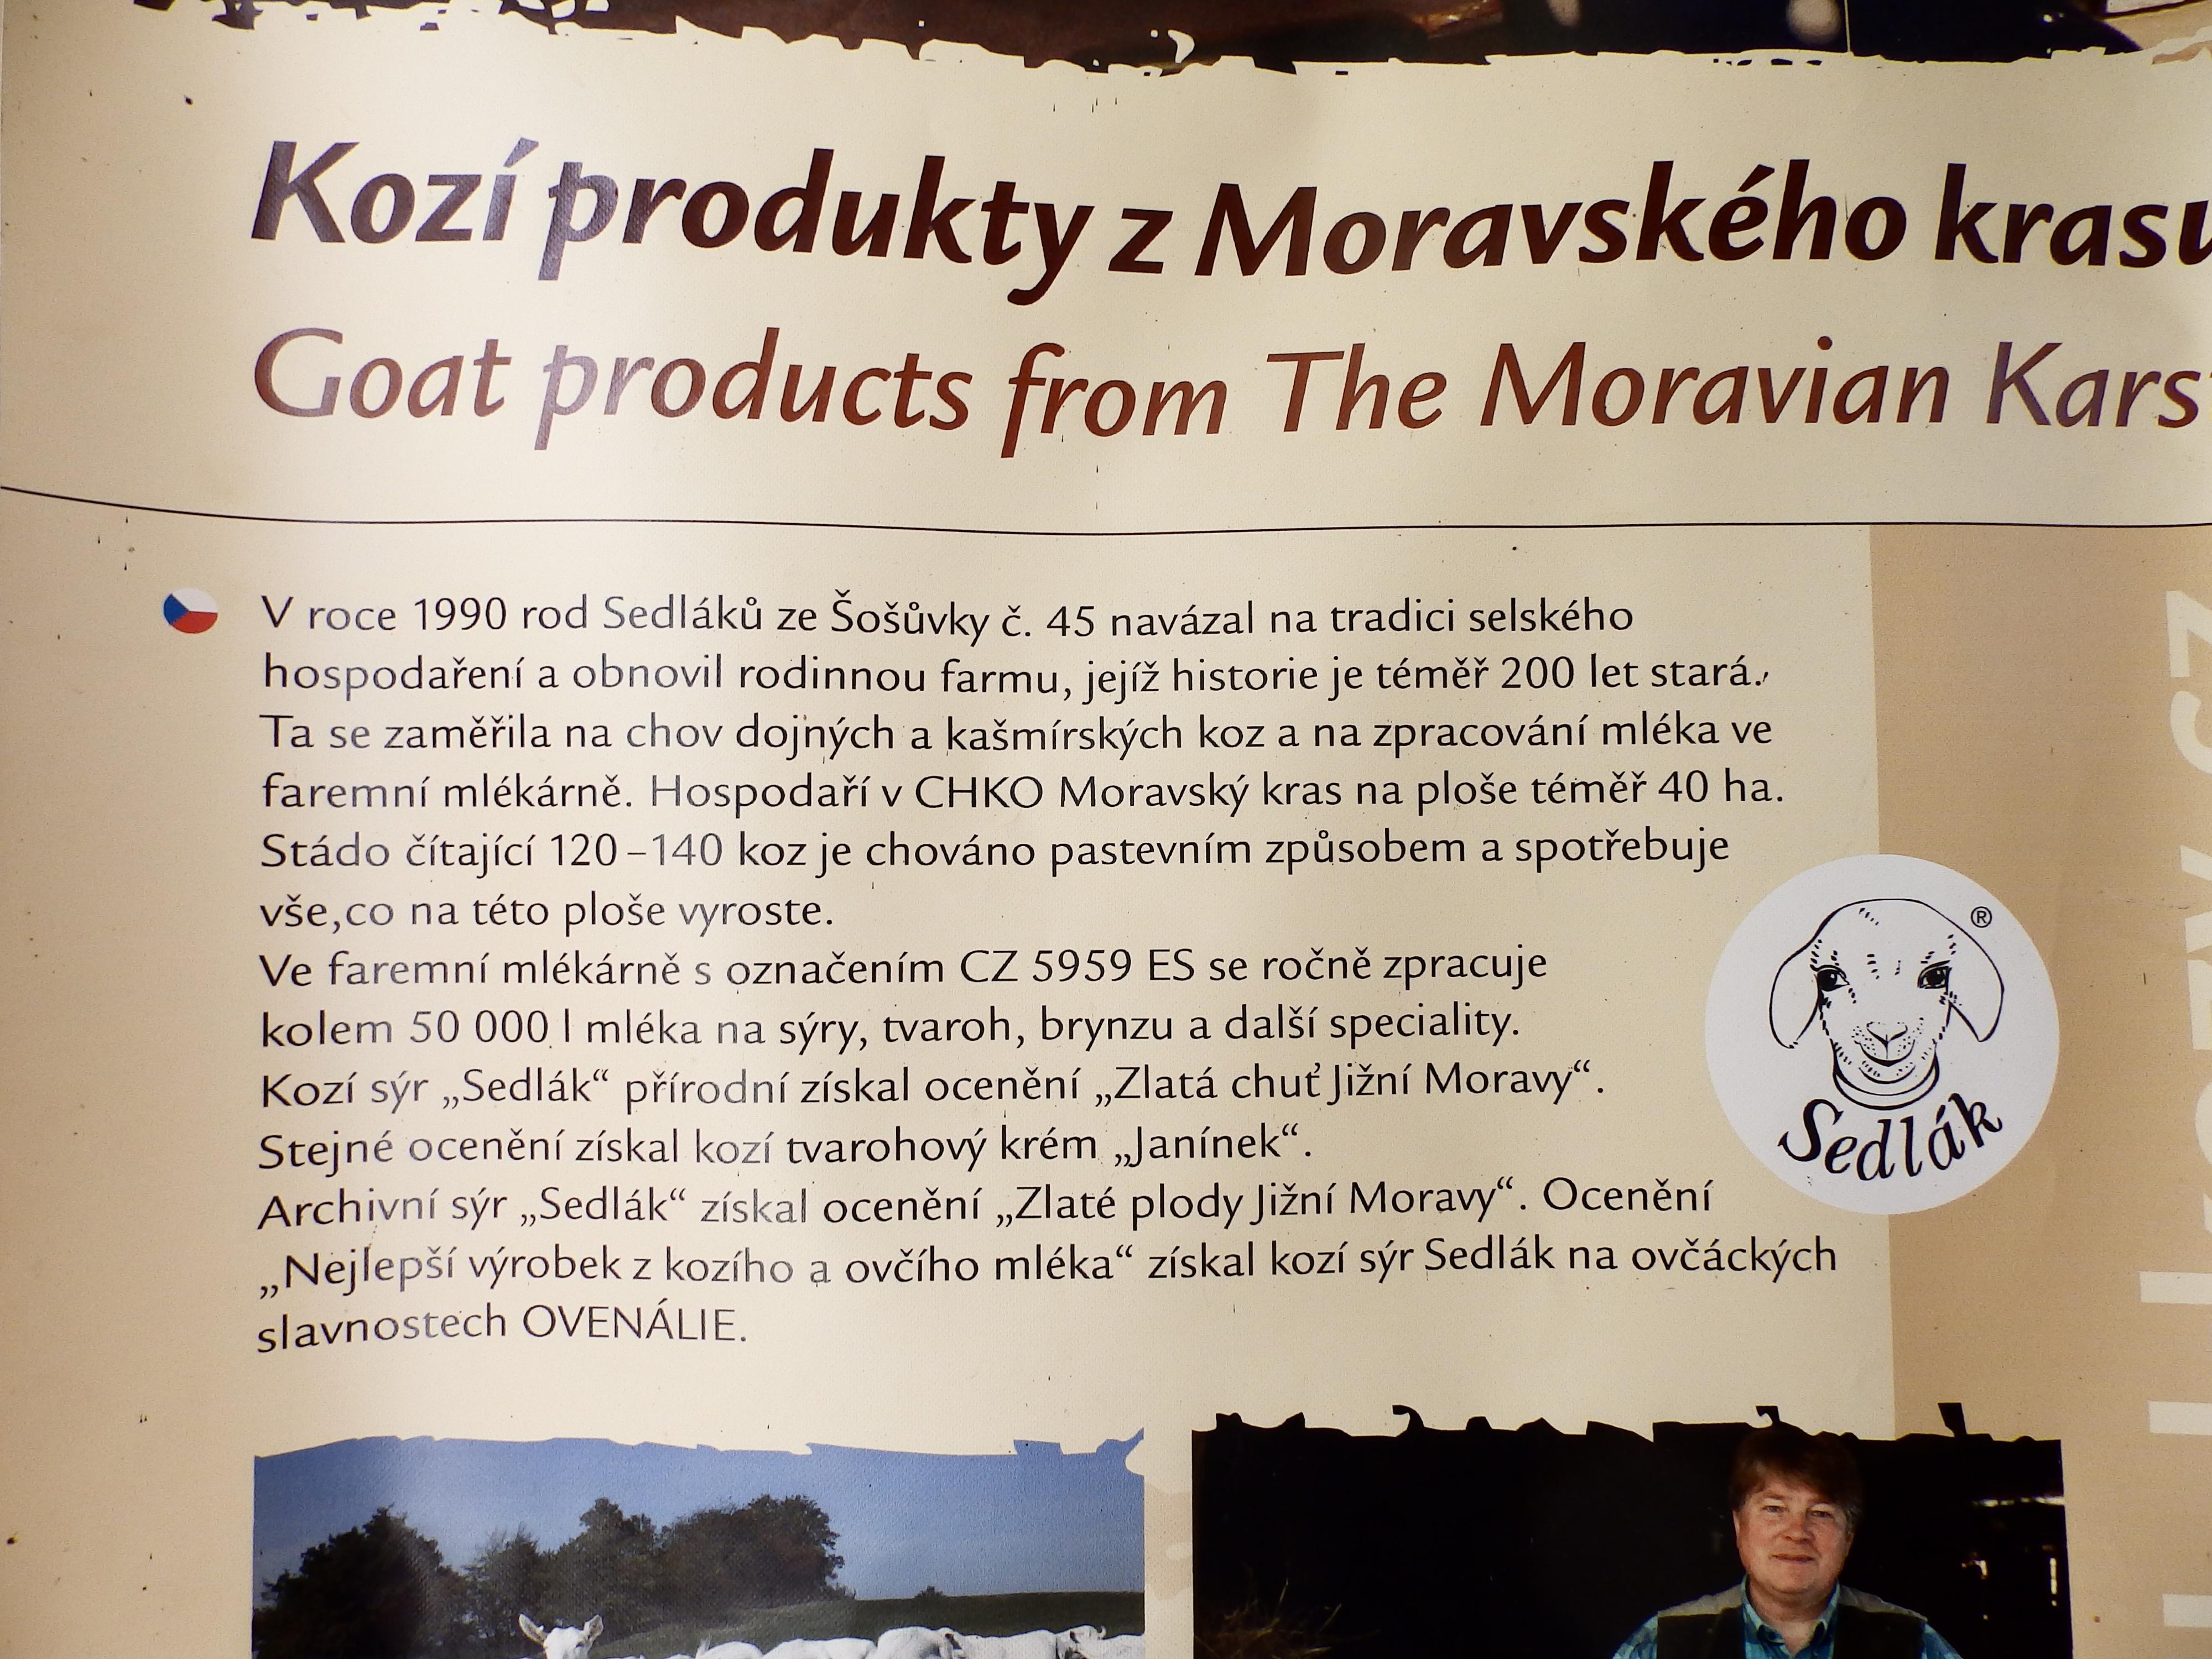 Kozí produkty z Moravského krasu
Goat products from The Moravian Kars
V roce 1990 rod Sedláků ze Šošůvky č. 45 navázal na tradici selského
hospodaření a obnovil rodinnou farmu, jejíž historie je téměř 200 let stará.
Ta se zaměřila na chov dojných a kašmírských koz a na zpracování mléka ve
faremní mlékárně. Hospodaří v CHKO Moravský kras na ploše téměř 40 ha.
Stádo čítající 120–140 koz je chováno pastevním způsobem a spotřebuje
vše,co na této ploše vyroste.
Ve faremní mlékárně s označením CZ 5959 ES se ročně zpracuje
kolem 50 000 l mléka na sýry, tvaroh, brynzu a další speciality.
Kozí sýr „Sedlák“ přírodní získal ocenění „Zlatá chuť Jižní Moravy“.
Stejné ocenění získal kozí tvarohový krém „Janínek“.
Archivní sýr „Sedlák“ získal ocenění „Zlaté plody Jižní Moravy“. Ocenění
„Nejlepší výrobek z kozího a ovčího mléka“ získal kozí sýr Sedlák na ovčáckých
slavnostech OVENÁLIE.
®
Sedlák